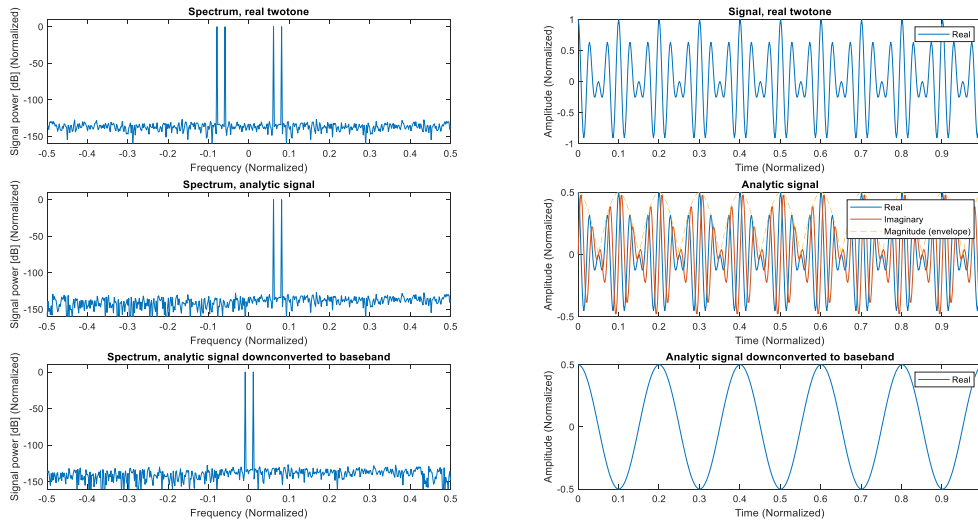 Spectrum, real twotone
Signal power [dB] (Normalized)
0
-50
-100
-150
-0.5 -0.4 -0.3 -0.2 -0.1 0 0.1 0.2 0.3 0.4 0.5
Frequency (Normalized)
Signal, real twotone
Amplitude (Normalized)
1
0.5
0
-0.5
-1
Real
0 0.1 0.2 0.3 0.4 0.5 0.6 0.7 0.8 0.9
Time (Normalized)
Spectrum, analytic signal
Signal power [dB] (Normalized)
0
-50
-100
-150
-0.5 -0.4 -0.3 -0.2 -0.1 0 0.1 0.2 0.3 0.4 0.5
Frequency (Normalized)
Analytic signal
Amplitude (Normalized)
0.5
0
-0.5
Real
Imaginary
Magnitude (envelope)
0 0.1 0.2 0.3 0.4 0.5 0.6 0.7 0.8 0.9
Time (Normalized)
Spectrum, analytic signal downconverted to baseband
Signal power [dB] (Normalized)
0
-50
-100
-150
-0.5 -0.4 -0.3 -0.2 -0.1 0 0.1 0.2 0.3 0.4 0.5
Frequency (Normalized)
Analytic signal downconverted to baseband
Amplitude (Normalized)
0.5
0
-0.5
Real
0 0.1 0.2 0.3 0.4 0.5 0.6 0.7 0.8 0.9
Time (Normalized)